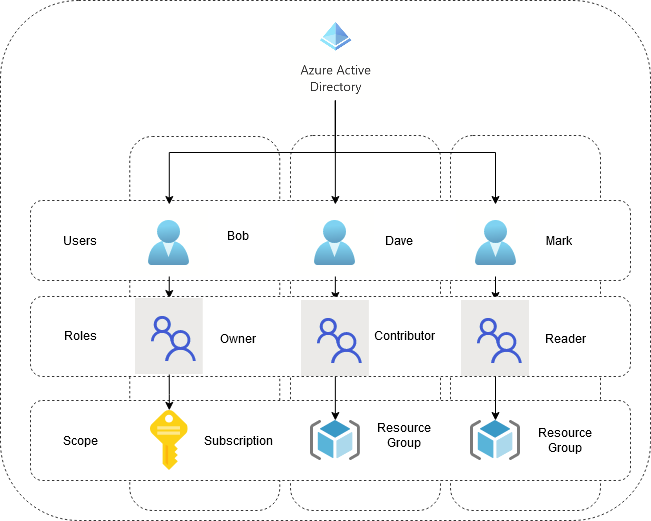 Azure Active
Directory
Users
Bob
Dave
Mark
Roles
Owner
Contributor
Reader
Scope
Subscription
Resource
Group
Resource
Group